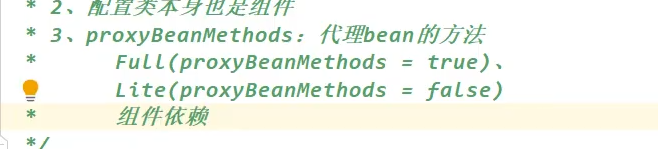 * 2、配置类本身也是组件
* 3、proxyBeanMethods：代理bean的方法
* Full(proxyBeanMethods = true)、
* Lite(proxyBeanMethods = false)
* 组件依赖
*/